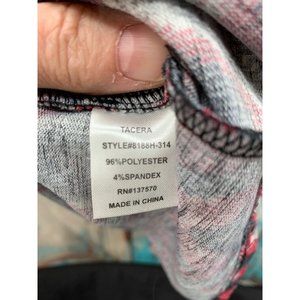 TACERA
STYLE#8188H-314
96%POLYESTER
4%SPANDEX
RN#137570
MADE IN CHINA